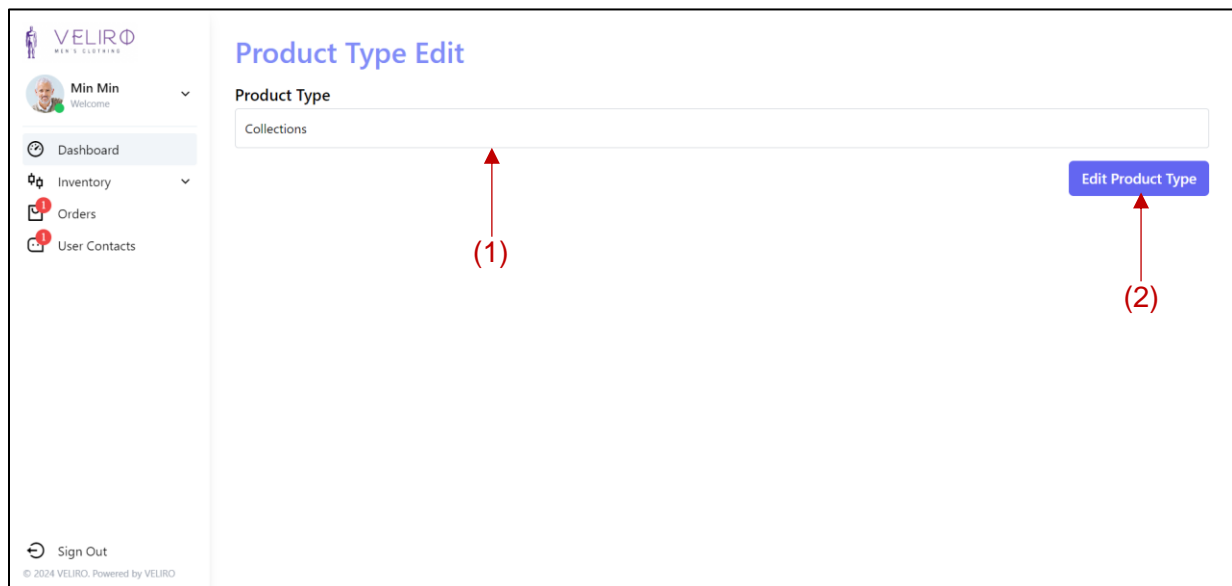 VELIRO
MEN'S CLOTHING
Min Min
Welcome
Dashboard
Inventory
1
Orders
1
User Contacts
Sign Out
© 2024 VELIRO. Powered by VELIRO
Product Type Edit
Product Type
Collections
Edit Product Type
(1)
(2)